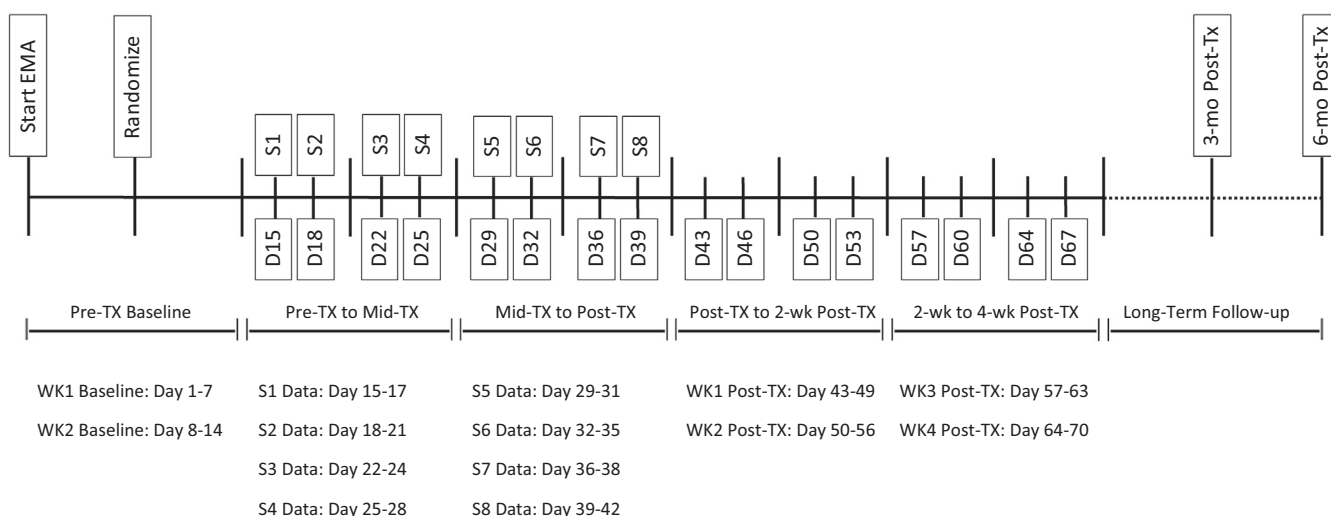 Start EMA
Randomize
3-mo Post-Tx
6-mo Post-Tx
S1
S2
S3
S4
S5
S6
S7
S8
D15
D18
D22
D25
D29
D32
D36
D39
D43
D46
D50
D53
D57
D60
D64
D67
Pre-TX Baseline
Pre-TX to Mid-TX
Mid-TX to Post-TX
Post-TX to 2-wk Post-TX
2-wk to 4-wk Post-TX
Long-Term Follow-up
WK1 Baseline: Day 1-7
WK2 Baseline: Day 8-14
S1 Data: Day 15-17
S2 Data: Day 18-21
S3 Data: Day 22-24
S4 Data: Day 25-28
S5 Data: Day 29-31
S6 Data: Day 32-35
S7 Data: Day 36-38
S8 Data: Day 39-42
WK1 Post-TX: Day 43-49
WK2 Post-TX: Day 50-56
WK3 Post-TX: Day 57-63
WK4 Post-TX: Day 64-70